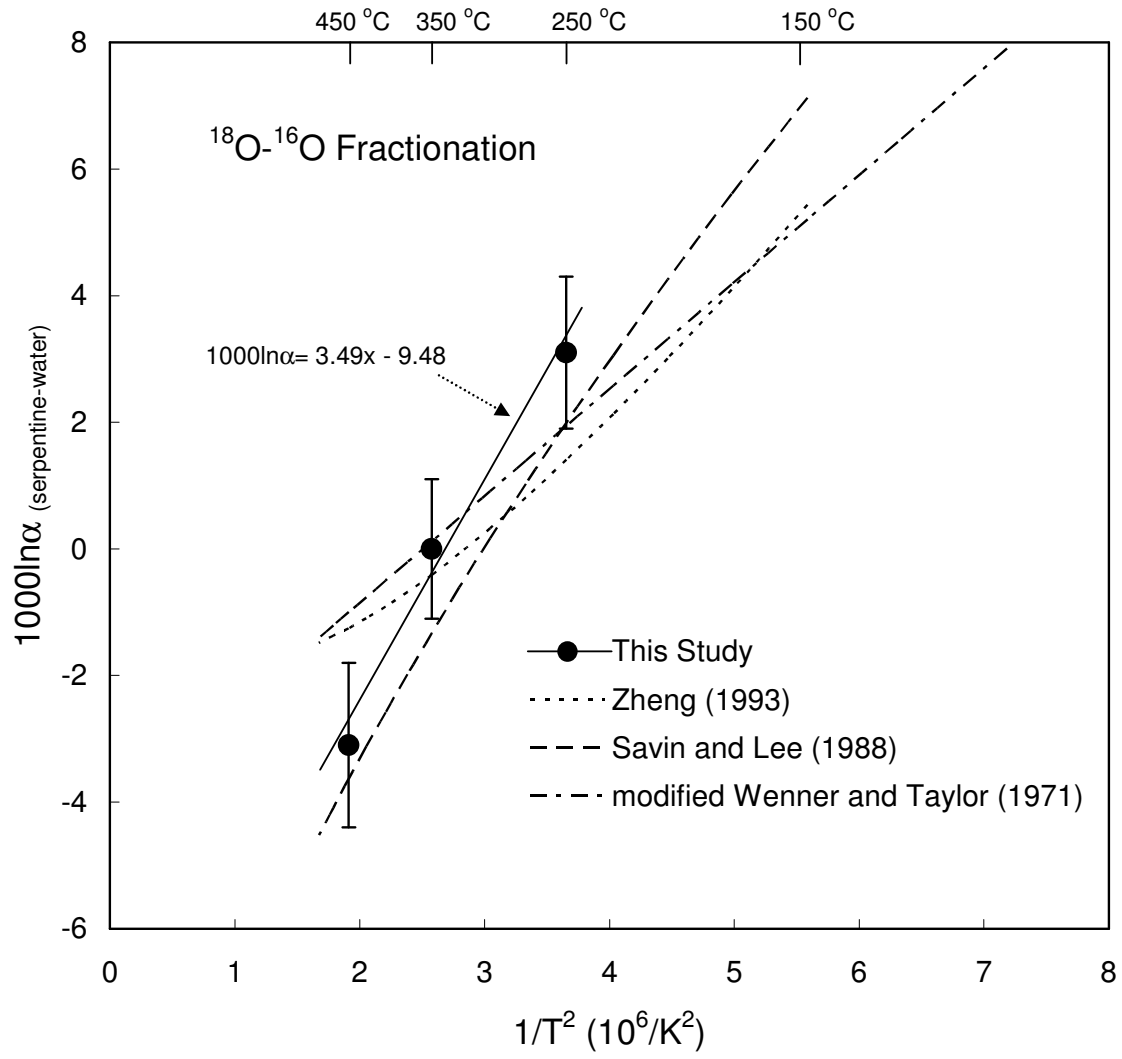 450 °C 350 °C 250 °C 150 °C
8
¹⁸O-¹⁶O Fractionation
6
4
1000lnα= 3.49x - 9.48
2
0
-2
-4
-6
1000lnα (serpentine-water)
This Study
Zheng (1993)
Savin and Lee (1988)
modified Wenner and Taylor (1971)
0 1 2 3 4 5 6 7 8
1/T² (10⁶/K²)